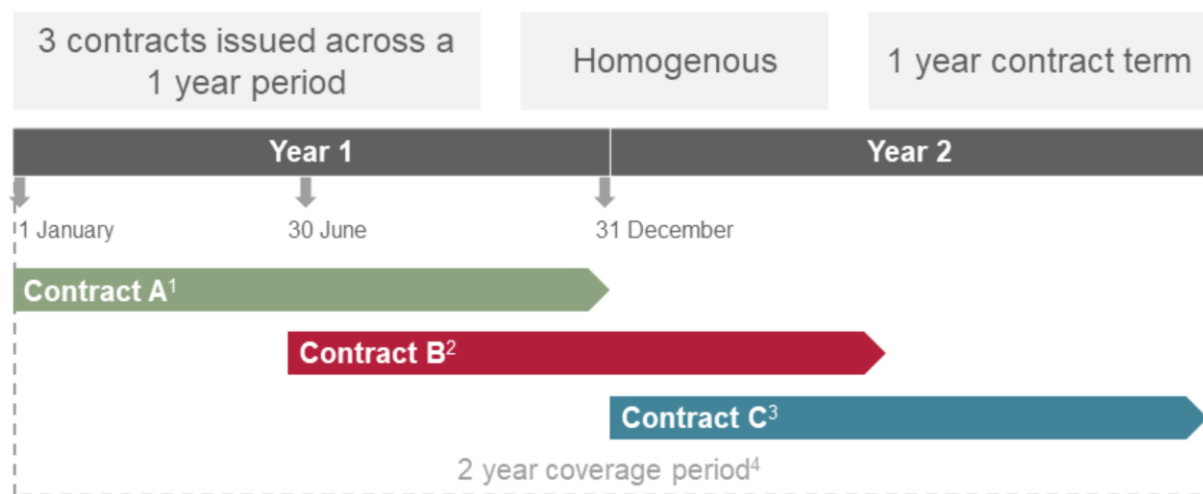 3 contracts issued across a
1 year period
Homogenous
1 year contract term
Year 1
Year 2
1 January
30 June
31 December
Contract A¹
Contract B²
Contract C³
2 year coverage period⁴